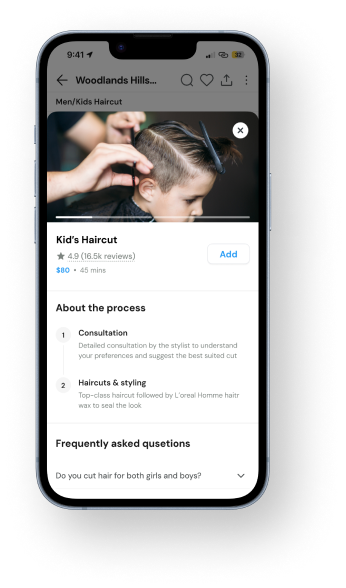 9:41
32
Woodlands Hills...
Men/Kids Haircut
Kid's Haircut
4.9 (16.5k reviews)
Add
$80 • 45 mins
About the process
1
Consultation
Detailed consultation by the stylist to understand
your preferences and suggest the best suited cut
2
Haircuts & styling
Top-class haircut followed by L'oreal Homme haitr
wax to seal the look
Frequently asked qusetions
Do you cut hair for both girls and boys?